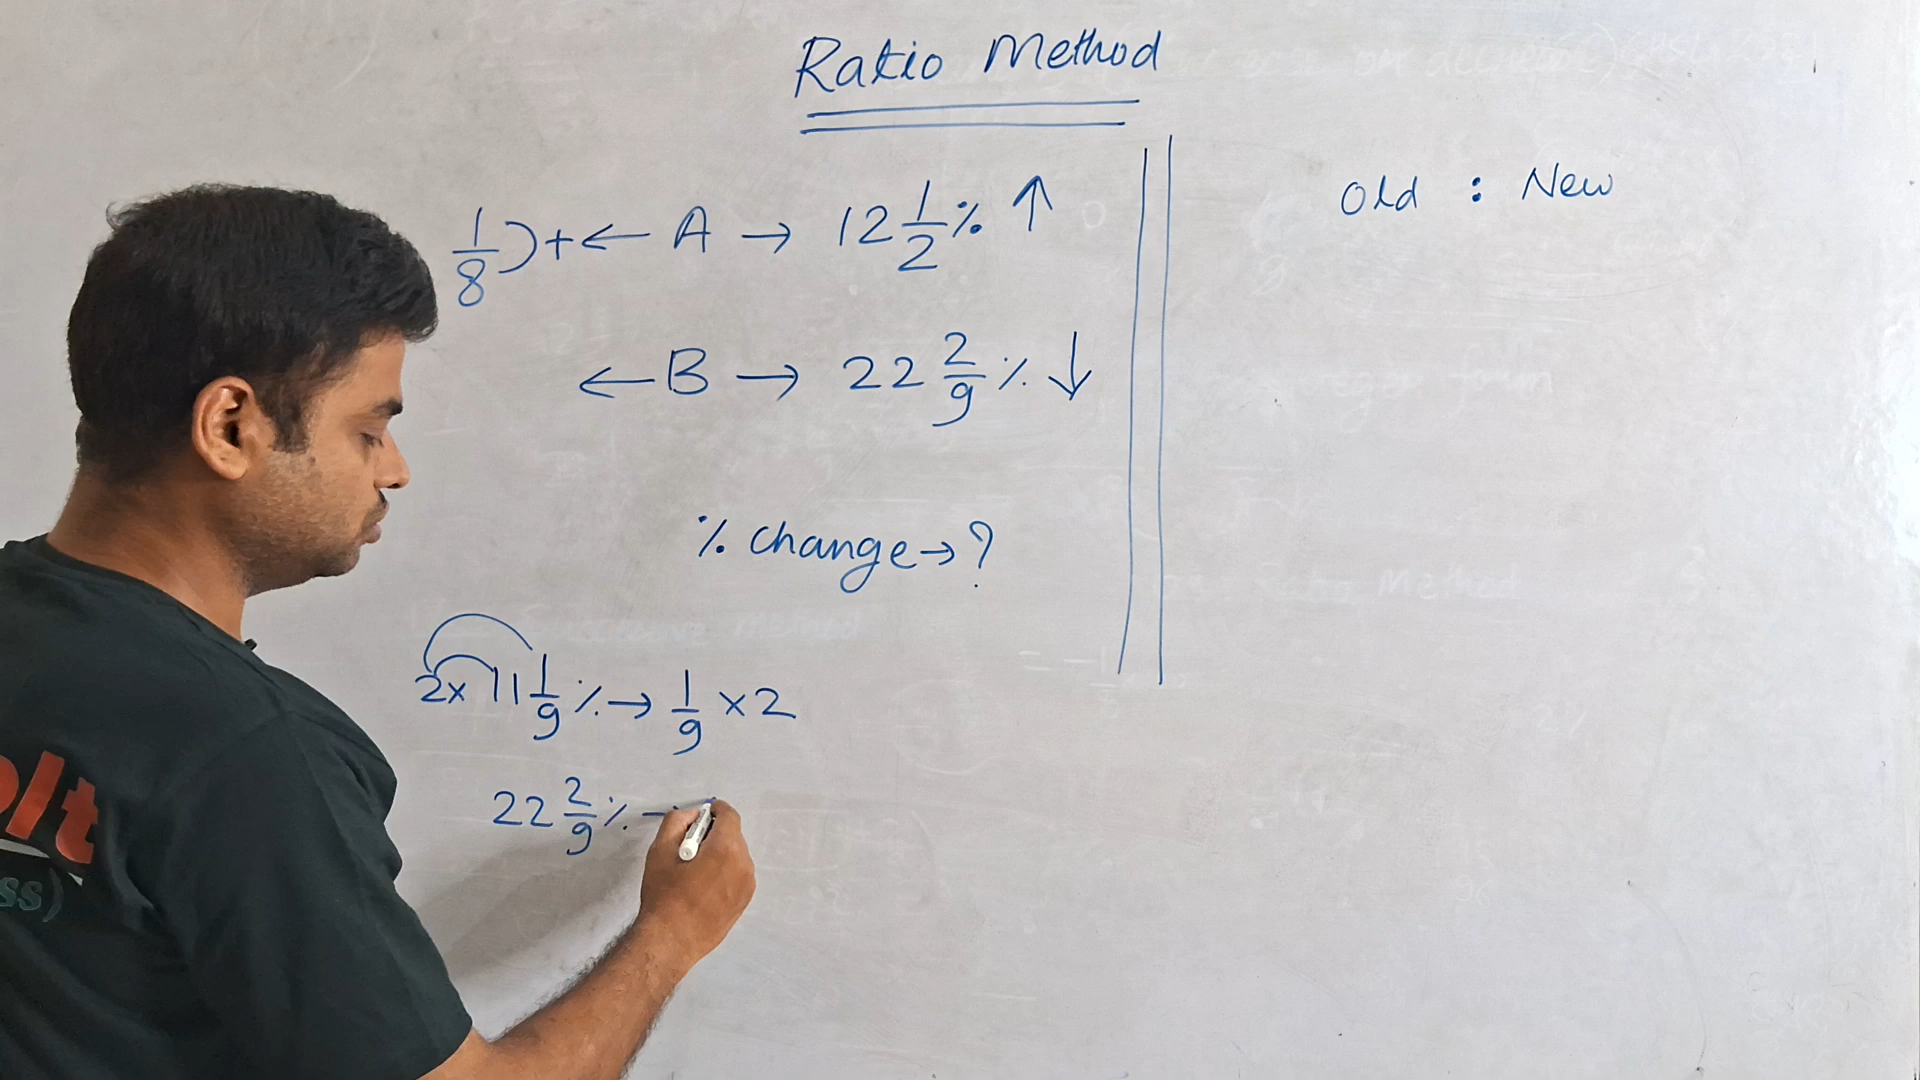 Ratio Method
1/8)+ ← A → 12 1/2 % ↑
← B → 22 2/9 % ↓
% change → ?
2x 11 1/9 % → 1/9 x 2
22 2/9 % →
Old : New